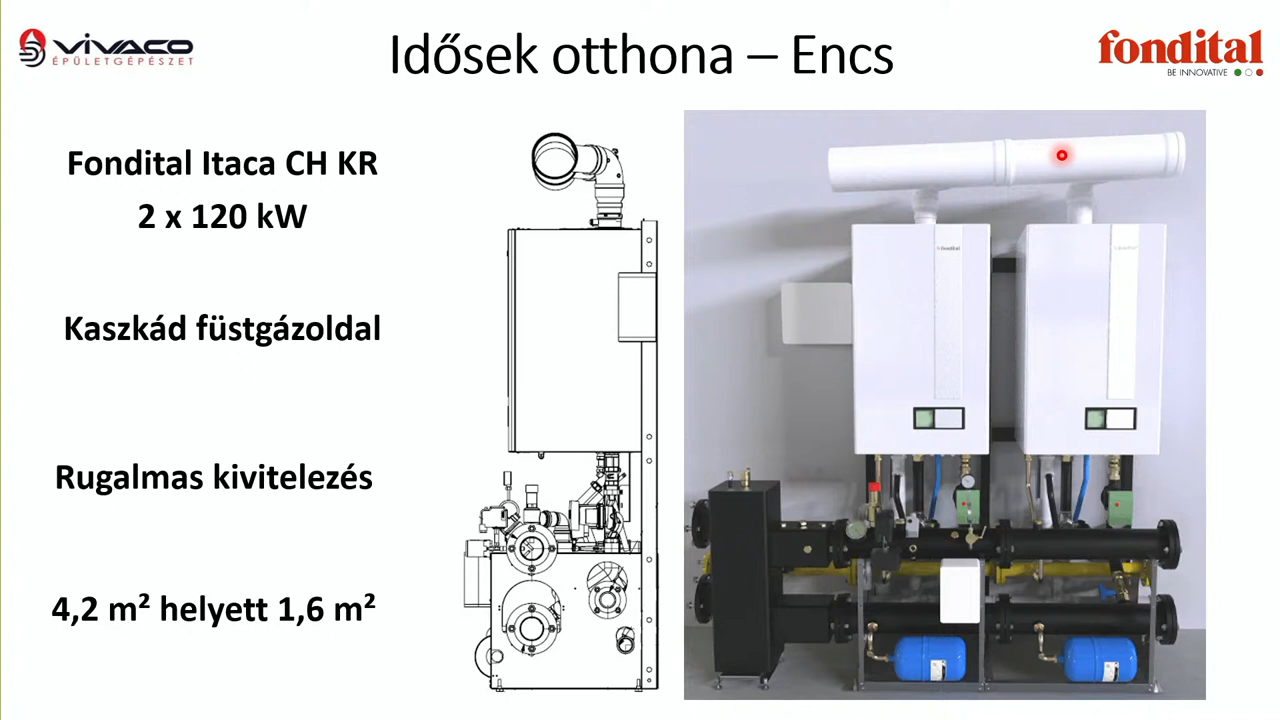 VIVACO
ÉPÜLETGÉPÉSZET
Idősek otthona – Encs
fondital
BE INNOVATIVE
Fondital Itaca CH KR
2 x 120 kW
Kaszkád füstgázoldal
Rugalmas kivitelezés
4,2 m² helyett 1,6 m²
fondital